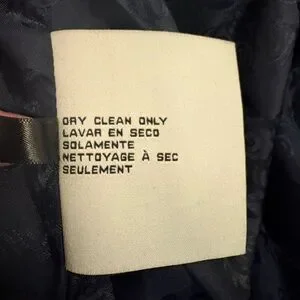 DRY CLEAN ONLY
LAVAR EN SECO
SOLAMENTE
NETTOYAGE À SEC
SEULEMENT